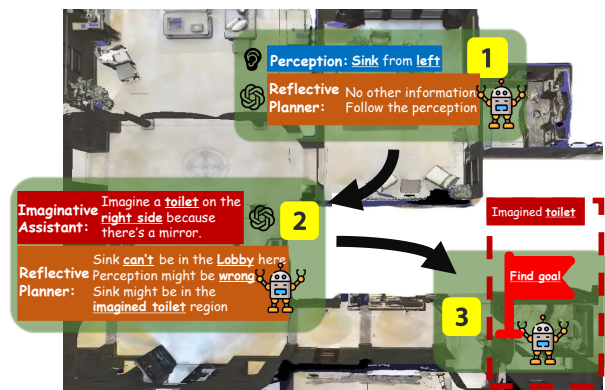 Perception: Sink from left
1
Reflective Planner:
No other information
Follow the perception
Imaginative Assistant:
Imagine a toilet on the
right side because
there's a mirror.
2
Reflective Planner:
Sink can't be in the Lobby here
Perception might be wrong
Sink might be in the
imagined toilet region
Imagined toilet
Find goal
3